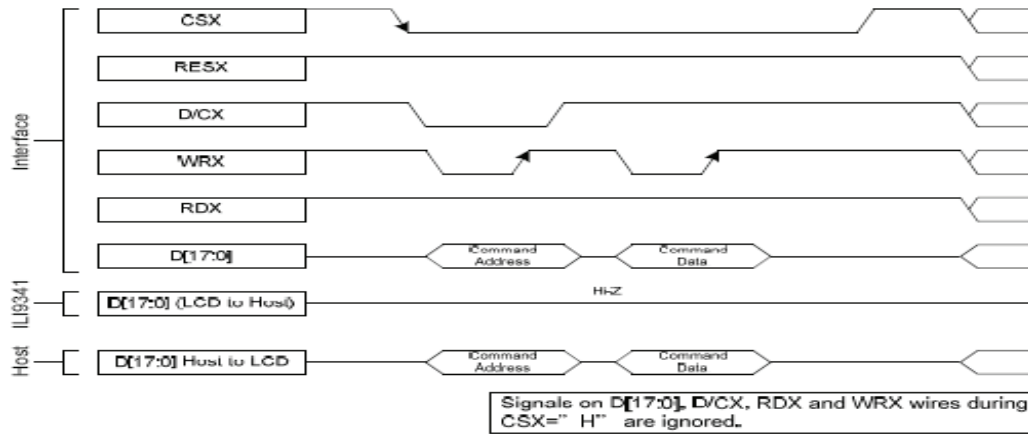 CSX
RESX
D/CX
WRX
RDX
D[17:0]
Command Address
Command Data
Interface
D[17:0] (LCD to Host)
Hi-Z
ILI9341
D[17:0] Host to LCD
Command Address
Command Data
Host
Signals on D[17:0], D/CX, RDX and WRX wires during
CSX=" H" are ignored.